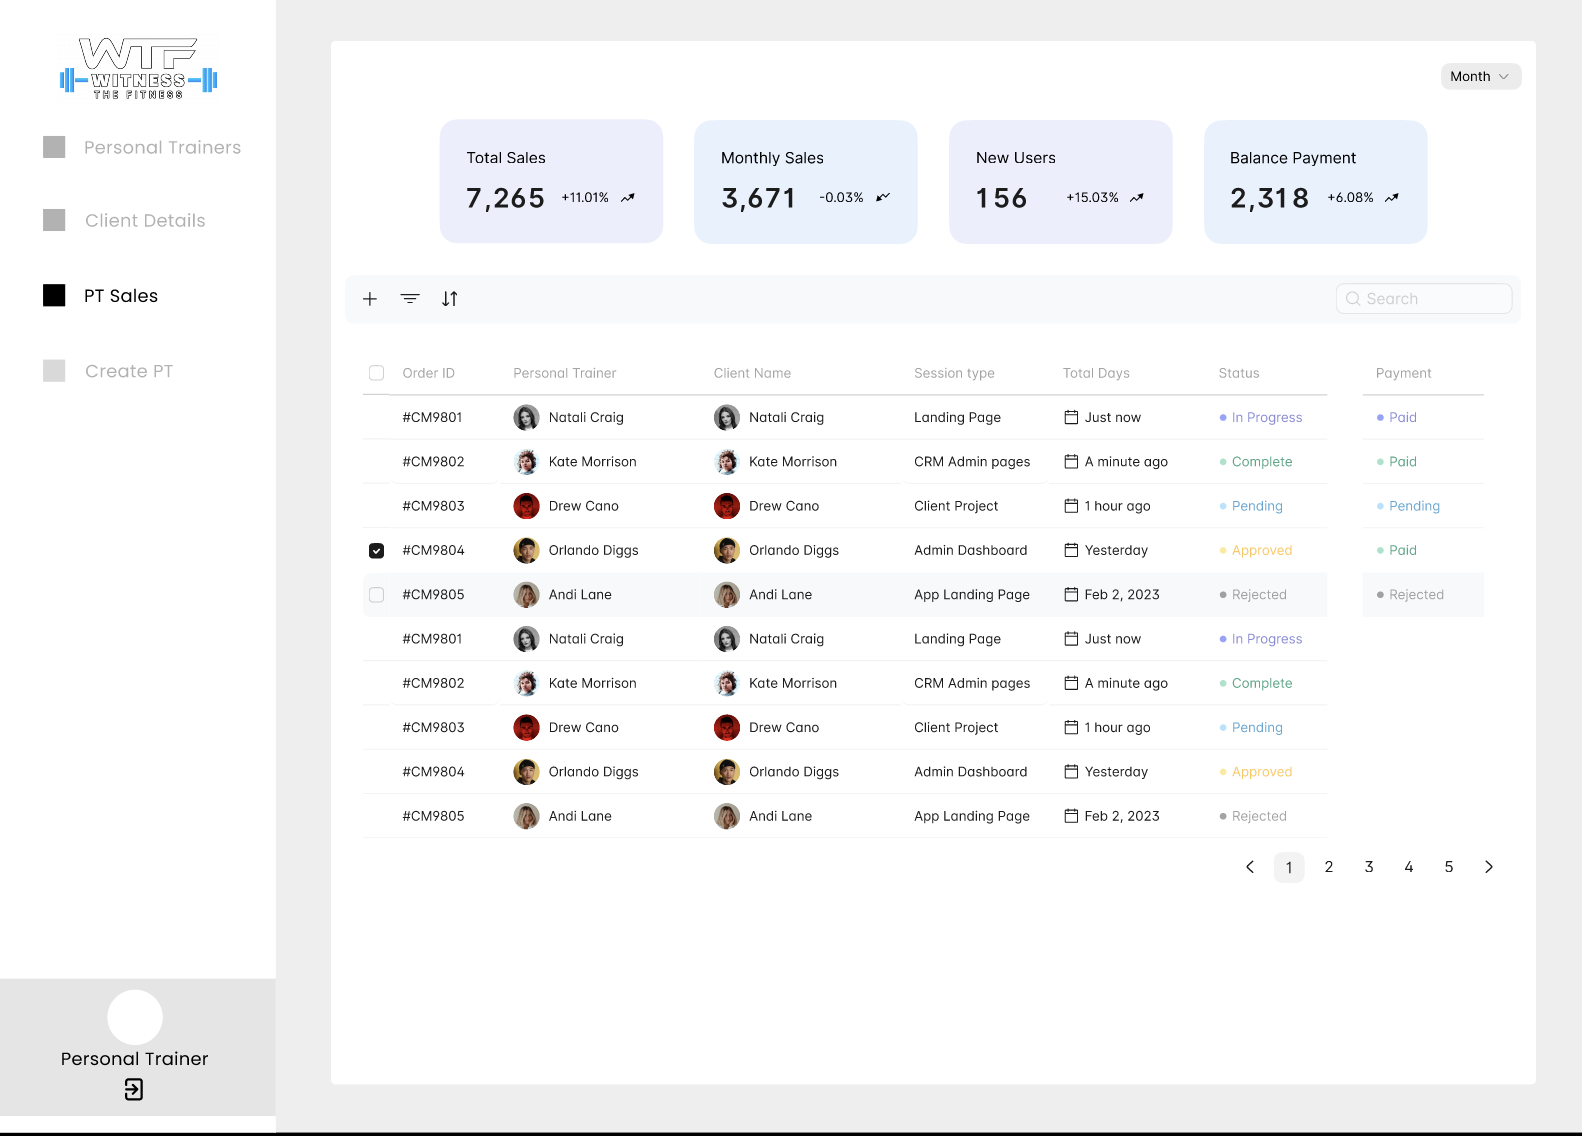 WTF
WITNESS
THE FITNESS
Personal Trainers
Client Details
PT Sales
Create PT
Personal Trainer
Month
Total Sales
7,265 +11.01%
Monthly Sales
3,671 -0.03%
New Users
156 +15.03%
Balance Payment
2,318 +6.08%
Search
Order ID Personal Trainer Client Name Session type Total Days Status Payment
#CM9801 Natali Craig Natali Craig Landing Page Just now In Progress Paid
#CM9802 Kate Morrison Kate Morrison CRM Admin pages A minute ago Complete Paid
#CM9803 Drew Cano Drew Cano Client Project 1 hour ago Pending Pending
#CM9804 Orlando Diggs Orlando Diggs Admin Dashboard Yesterday Approved Paid
#CM9805 Andi Lane Andi Lane App Landing Page Feb 2, 2023 Rejected Rejected
#CM9801 Natali Craig Natali Craig Landing Page Just now In Progress
#CM9802 Kate Morrison Kate Morrison CRM Admin pages A minute ago Complete
#CM9803 Drew Cano Drew Cano Client Project 1 hour ago Pending
#CM9804 Orlando Diggs Orlando Diggs Admin Dashboard Yesterday Approved
#CM9805 Andi Lane Andi Lane App Landing Page Feb 2, 2023 Rejected
1 2 3 4 5